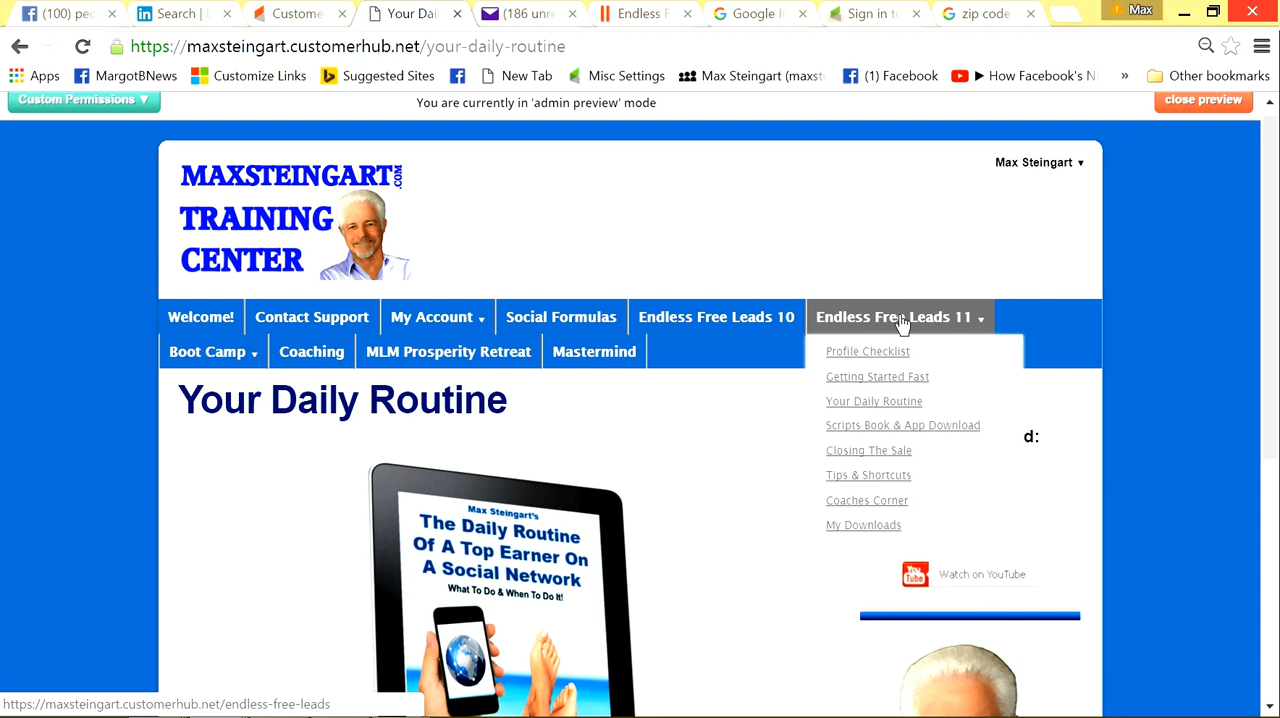 (100) pec
Search | L
Custome
Your Dai
(186 unre
Endless F
Google I
Sign in to
zip code
Max
https://maxsteingart.customerhub.net/your-daily-routine
Apps
MargotBNews
Customize Links
Suggested Sites
New Tab
Misc Settings
Max Steingart (maxst
(1) Facebook
► How Facebook's N
»
Other bookmarks
Custom Permissions ▼
You are currently in 'admin preview' mode
close preview
Max Steingart ▼
MAXSTEINGART.COM
TRAINING
CENTER
Welcome!
Contact Support
My Account
Social Formulas
Endless Free Leads 10
Endless Free Leads 11
Boot Camp
Coaching
MLM Prosperity Retreat
Mastermind
Profile Checklist
Getting Started Fast
Your Daily Routine
Scripts Book & App Download
Closing The Sale
Tips & Shortcuts
Coaches Corner
My Downloads
Your Daily Routine
d:
Max Steingart's
The Daily Routine
Of A Top Earner On
A Social Network
What To Do & When To Do It!
You Tube
Watch on YouTube
https://maxsteingart.customerhub.net/endless-free-leads